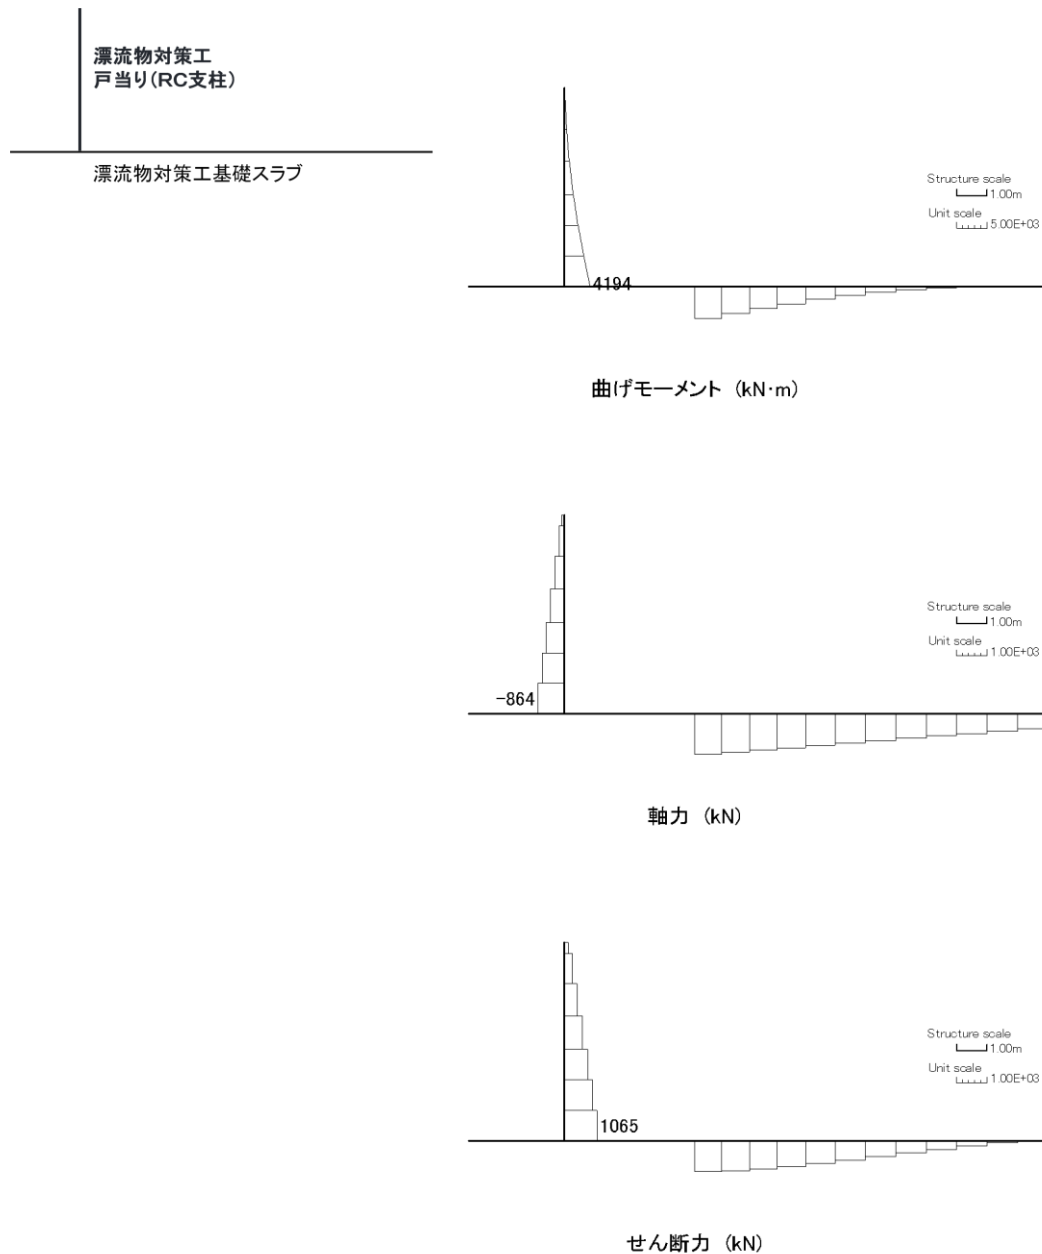 漂流物対策工
戸当り(RC支柱)
漂流物対策工基礎スラブ
Structure scale
1.00m
Unit scale
5.00E+03
4194
曲げモーメント (kN·m)
Structure scale
1.00m
Unit scale
1.00E+03
-864
軸力 (kN)
Structure scale
1.00m
Unit scale
1.00E+03
1065
せん断力 (kN)